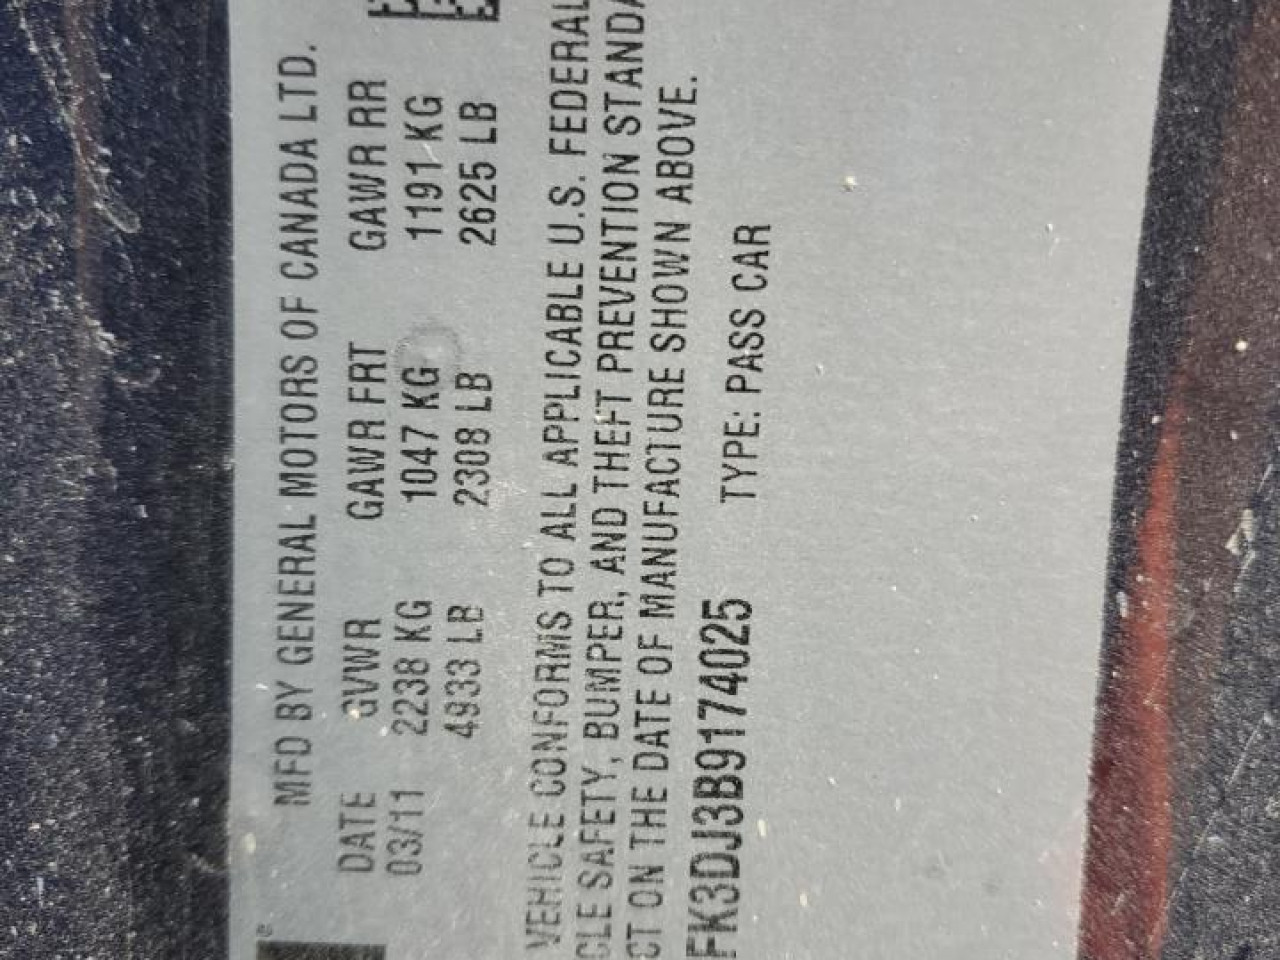 MFD BY GENERAL MOTORS OF CANADA LTD.
DATE GVWR GAWR FRT GAWR RR
03/11 2238 KG 1047 KG 1191 KG
4933 LB 2308 LB 2625 LB
VEHICLE CONFORMS TO ALL APPLICABLE U.S. FEDERAL
CLE SAFETY, BUMPER, AND THEFT PREVENTION STANDA
CT ON THE DATE OF MANUFACTURE SHOWN ABOVE.
FK3DJ3B9174025 TYPE: PASS CAR